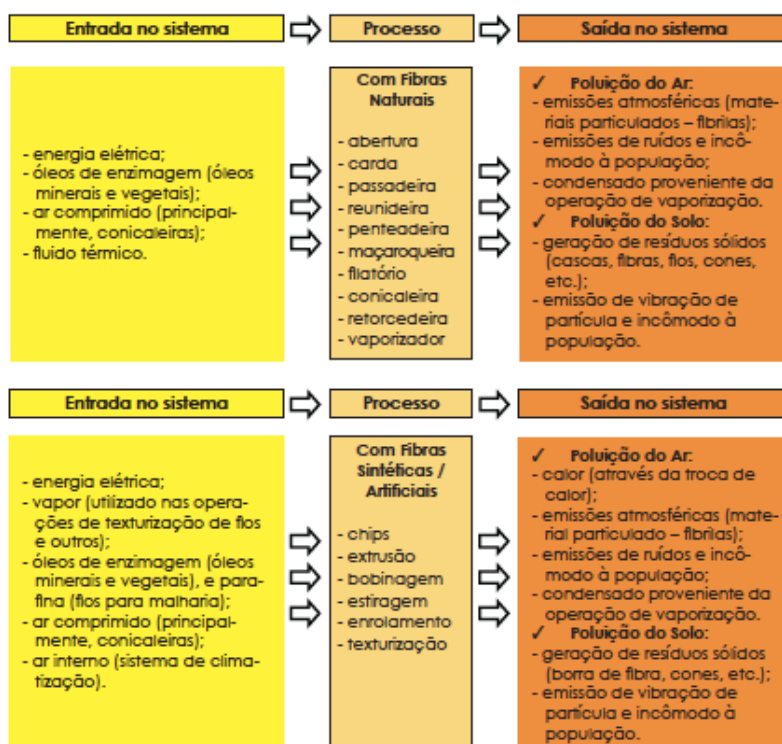 Entrada no sistema
Processo
Saída no sistema
- energia elétrica;
- óleos de enzimagem (óleos
minerais e vegetais);
- ar comprimido (principal-
mente, conicaleiras);
- fluido térmico.
Com Fibras
Naturais
- abertura
- carda
- passadeira
- reunideira
- penteadeira
- maçaroqueira
- filatório
- conicaleira
- retorcedeira
- vaporizador
✓ Poluição do Ar:
- emissões atmosféricas (mate-
riais particulados – fibrilas);
- emissões de ruídos e incô-
modo à população;
- condensado proveniente da
operação de vaporização.
✓ Poluição do Solo:
- geração de resíduos sólidos
(cascas, fibras, fios, cones,
etc.);
- emissão de vibração de
partícula e incômodo à
população.
Entrada no sistema
Processo
Saída no sistema
- energia elétrica;
- vapor (utilizado nas opera-
ções de texturização de fios
e outros);
- óleos de enzimagem (óleos
minerais e vegetais), e para-
fina (fios para malharia);
- ar comprimido (principal-
mente, conicaleiras);
- ar interno (sistema de clima-
tização).
Com Fibras
Sintéticas /
Artificiais
- chips
- extrusão
- bobinagem
- estiragem
- enrolamento
- texturização
✓ Poluição do Ar:
- calor (através da troca de
calor);
- emissões atmosféricas (mate-
rial particulado – fibrilas);
- emissões de ruídos e incô-
modo à população;
- condensado proveniente da
operação de vaporização.
✓ Poluição do Solo:
- geração de resíduos sólidos
(borra de fibra, cones, etc.);
- emissão de vibração de
partícula e incômodo à
população.